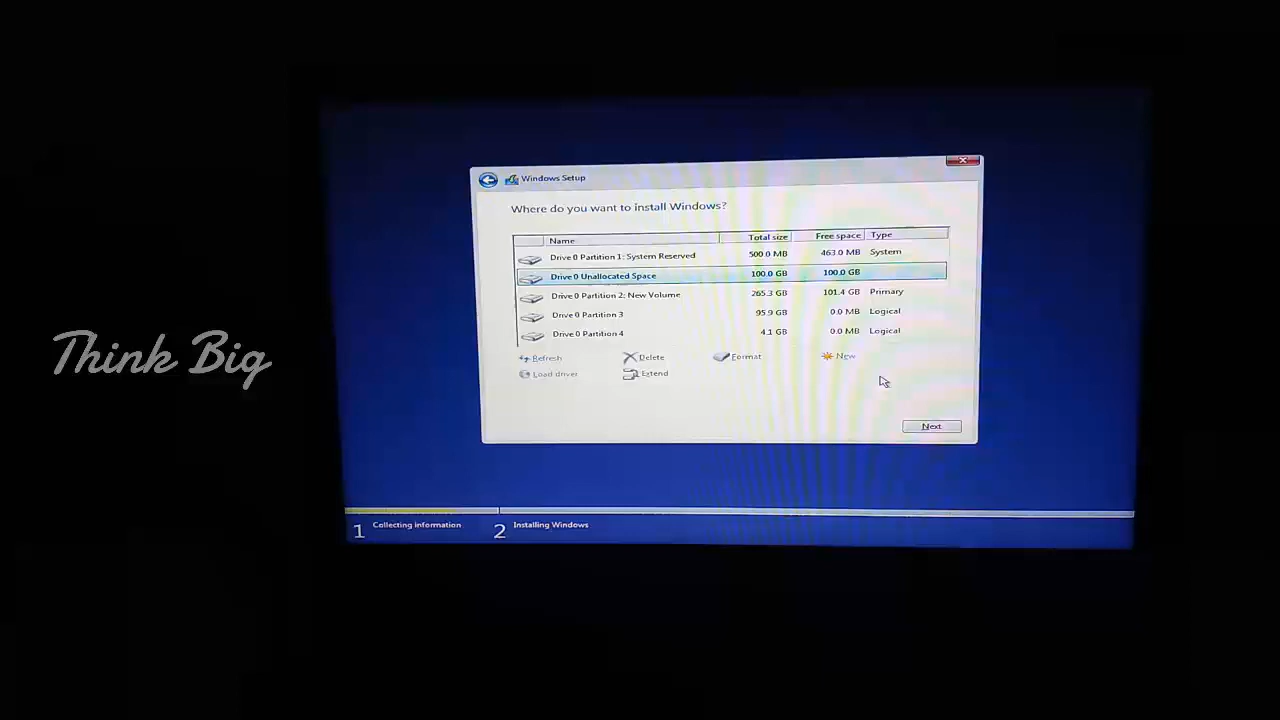 Windows Setup
Where do you want to install Windows?
Name Total size Free space Type
Drive 0 Partition 1: System Reserved 500.0 MB 463.0 MB System
Drive 0 Unallocated Space 100.0 GB 100.0 GB
Drive 0 Partition 2: New Volume 265.3 GB 101.4 GB Primary
Drive 0 Partition 3 95.9 GB 0.0 MB Logical
Drive 0 Partition 4 4.1 GB 0.0 MB Logical
Refresh Delete Format New
Load driver Extend
Think Big
Next
1 Collecting information 2 Installing Windows